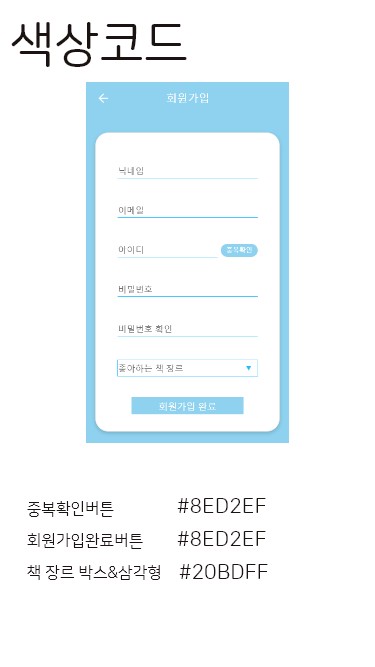 색상코드
회원가입
닉네임
이메일
아이디
중복확인
비밀번호
비밀번호 확인
좋아하는 책 장르
회원가입 완료
중복확인버튼 #8ED2EF
회원가입완료버튼 #8ED2EF
책 장르 박스&삼각형 #20BDFF